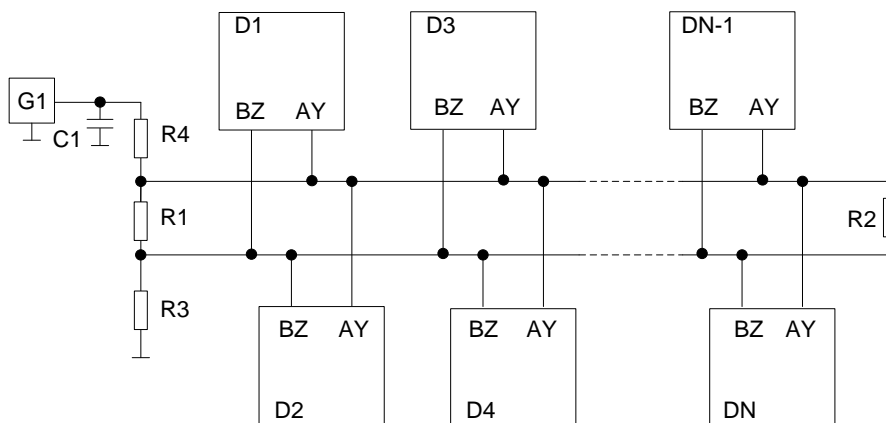 D1
D3
DN-1
G1
BZ AY
BZ AY
BZ AY
C1
R4
R1
R2
R3
BZ AY
BZ AY
BZ AY
D2
D4
DN